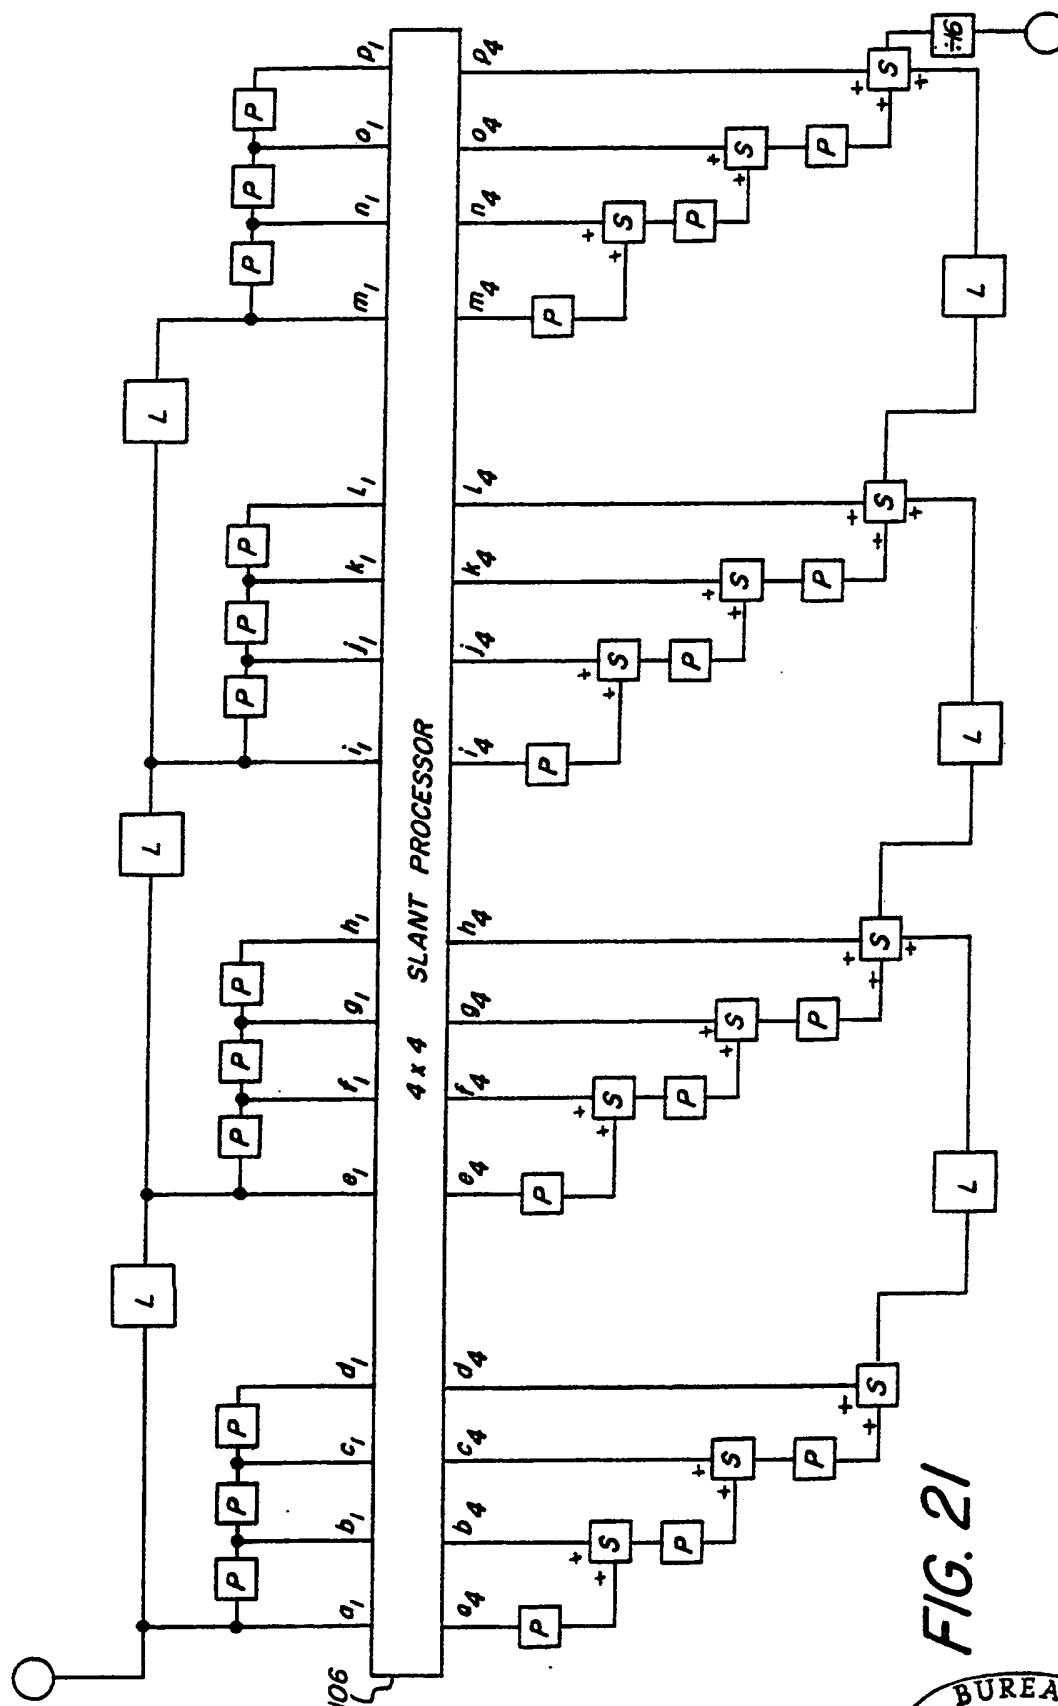 L L L
P P P P P P P P P P P P
a₁ b₁ c₁ d₁ e₁ f₁ g₁ h₁ i₁ j₁ k₁ l₁ m₁ n₁ o₁ p₁
106
4 x 4 SLANT PROCESSOR
a₄ b₄ c₄ d₄ e₄ f₄ g₄ h₄ i₄ j₄ k₄ l₄ m₄ n₄ o₄ p₄
P P P P
+ + + +
+ S + S + S + S
P P P P
+ + + +
+ S + S + S + S
P P P P
+ + + +
+ S + S + S + S
+ + +
÷16
L L L
FIG. 21
BUREA